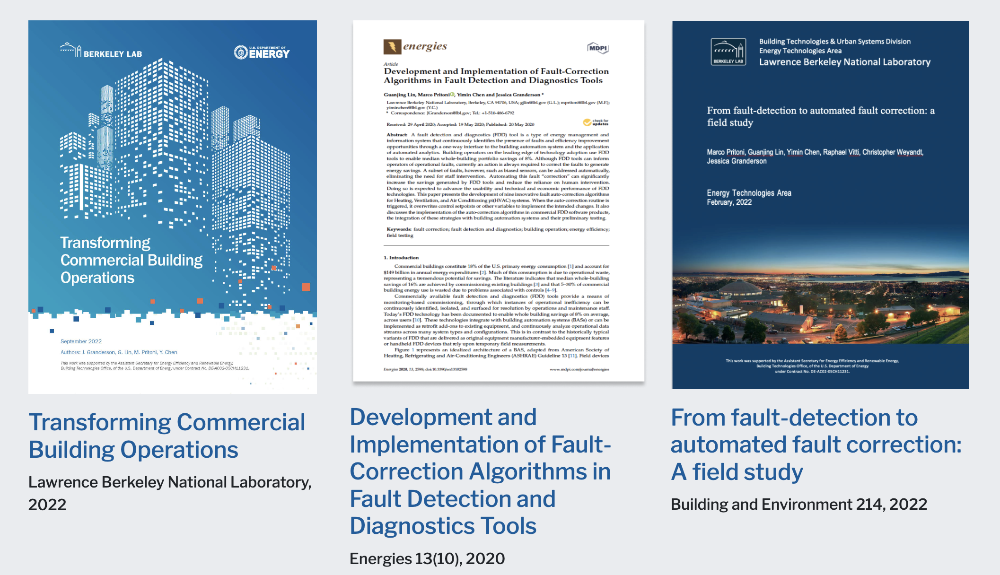 BERKELEY LAB
U.S. DEPARTMENT OF
ENERGY
Transforming
Commercial Building
Operations
September 2022
Authors: J. Granderson, G. Lin, M. Pritoni, Y. Chen
This work was supported by the Assistant Secretary for Energy Efficiency and Renewable Energy,
Building Technologies Office, of the U.S. Department of Energy under Contract No. DE-AC02-05CH11231.
Transforming Commercial
Building Operations
Lawrence Berkeley National Laboratory,
2022
energies
MDPI
Article
Development and Implementation of Fault-Correction
Algorithms in Fault Detection and Diagnostics Tools
Guanjing Lin, Marco Pritoni, Yimin Chen and Jessica Granderson *
Lawrence Berkeley National Laboratory, Berkeley, CA 94706, USA; gjlin@lbl.gov (G.L.); mpritoni@lbl.gov (M.P.);
yiminchen@lbl.gov (Y.C.)
* Correspondence: JGranderson@lbl.gov; Tel.: +1-510-486-6792
Received: 29 April 2020; Accepted: 19 May 2020; Published: 20 May 2020
check for
updates
Abstract: A fault detection and diagnostics (FDD) tool is a type of energy management and
information system that continuously identifies the presence of faults and efficiency improvement
opportunities through a one-way interface to the building automation system and the application
of automated analytics. Building operators on the leading edge of technology adoption use FDD
tools to enable median whole-building portfolio savings of 8%. Although FDD tools can inform
operators of operational faults, currently an action is always required to correct the faults to generate
energy savings. A subset of faults, however, such as biased sensors, can be addressed automatically,
eliminating the need for staff intervention. Automating this fault "correction" can significantly
increase the savings generated by FDD tools and reduce the reliance on human intervention.
Doing so is expected to advance the usability and technical and economic performance of FDD
technologies. This paper presents the development of nine innovative fault auto-correction algorithms
for Heating, Ventilation, and Air Conditioning pi(HVAC) systems. When the auto-correction routine is
triggered, it overwrites control setpoints or other variables to implement the intended changes. It also
discusses the implementation of the auto-correction algorithms in commercial FDD software products,
the integration of these strategies with building automation systems and their preliminary testing.
Keywords: fault correction; fault detection and diagnostics; building operation; energy efficiency;
field testing
1. Introduction
Commercial buildings constitute 18% of the U.S. primary energy consumption [1] and account for
$149 billion in annual energy expenditures [2]. Much of this consumption is due to operational waste,
representing a tremendous potential for savings. The literature indicates that median whole-building
savings of 16% are achieved by commissioning existing buildings [3] and that 5–30% of commercial
building energy use is wasted due to problems associated with controls [4–9].
Commercially available fault detection and diagnostics (FDD) tools provide a means of
monitoring-based commissioning, through which instances of operational inefficiency can be
continuously identified, isolated, and surfaced for resolution by operations and maintenance staff.
Today's FDD technology has been documented to enable whole building savings of 8% on average,
across users [10]. These technologies integrate with building automation systems (BASs) or can be
implemented as retrofit add-ons to existing equipment, and continuously analyze operational data
streams across many system types and configurations. This is in contrast to the historically typical
variants of FDD that are delivered as original equipment manufacturer-embedded equipment features
or handheld FDD devices that rely upon temporary field measurements.
Figure 1 represents an idealized architecture of a BAS, adapted from American Society of
Heating, Refrigerating and Air-Conditioning Engineers (ASHRAE) Guideline 13 [11]. Field devices
Energies 2020, 13, 2598; doi:10.3390/en13102598
www.mdpi.com/journal/energies
Development and
Implementation of Fault-
Correction Algorithms in
Fault Detection and
Diagnostics Tools
Energies 13(10), 2020
BERKELEY LAB
Building Technologies & Urban Systems Division
Energy Technologies Area
Lawrence Berkeley National Laboratory
From fault-detection to automated fault correction: a
field study
Marco Pritoni, Guanjing Lin, Yimin Chen, Raphael Vitti, Christopher Weyandt,
Jessica Granderson
Energy Technologies Area
February, 2022
This work was supported by the Assistant Secretary for Energy Efficiency and Renewable Energy,
Building Technologies Office, of the U.S. Department of Energy
under Contract No. DE-AC02-05CH11231.
From fault-detection to
automated fault correction:
A field study
Building and Environment 214, 2022